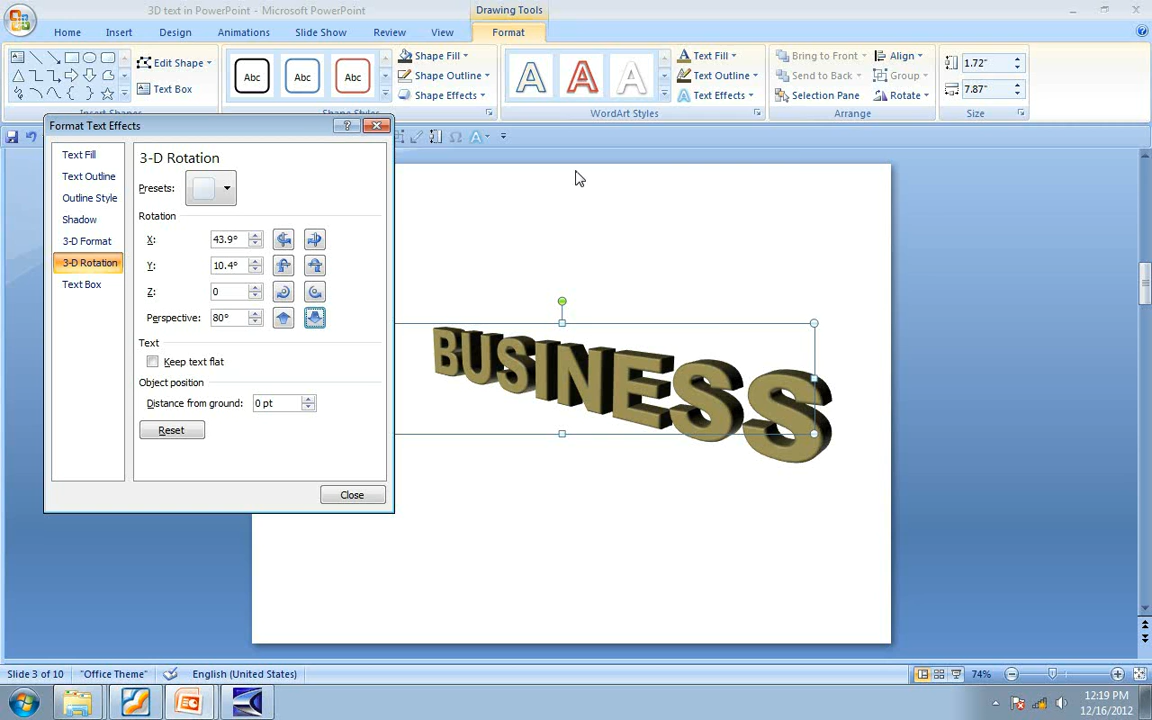 3D text in PowerPoint - Microsoft PowerPoint
Drawing Tools
Home
Insert
Design
Animations
Slide Show
Review
View
Format
Edit Shape
Text Box
Insert Shapes
Abc
Abc
Abc
Shape Fill
Shape Outline
Shape Effects
Shape Styles
A
A
A
Text Fill
Text Outline
Text Effects
WordArt Styles
Bring to Front
Send to Back
Selection Pane
Align
Group
Rotate
Arrange
1.72"
7.87"
Size
Format Text Effects
Text Fill
Text Outline
Outline Style
Shadow
3-D Format
3-D Rotation
Text Box
3-D Rotation
Presets:
Rotation
X: 43.9°
Y: 10.4°
Z: 0
Perspective: 80°
Text
Keep text flat
Object position
Distance from ground: 0 pt
Reset
Close
BUSINESS
Slide 3 of 10
"Office Theme"
English (United States)
74%
12:19 PM
12/16/2012